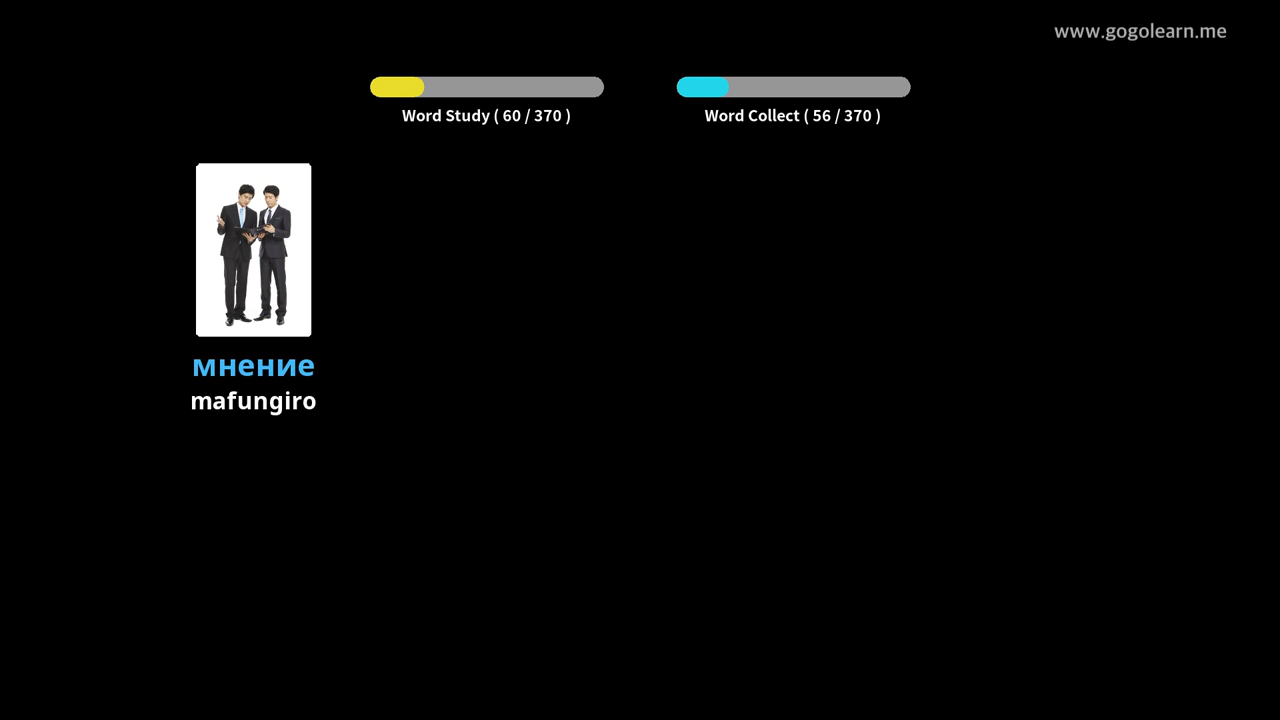 www.gogolearn.me
Word Study ( 60 / 370 )
Word Collect ( 56 / 370 )
мнение
mafungiro